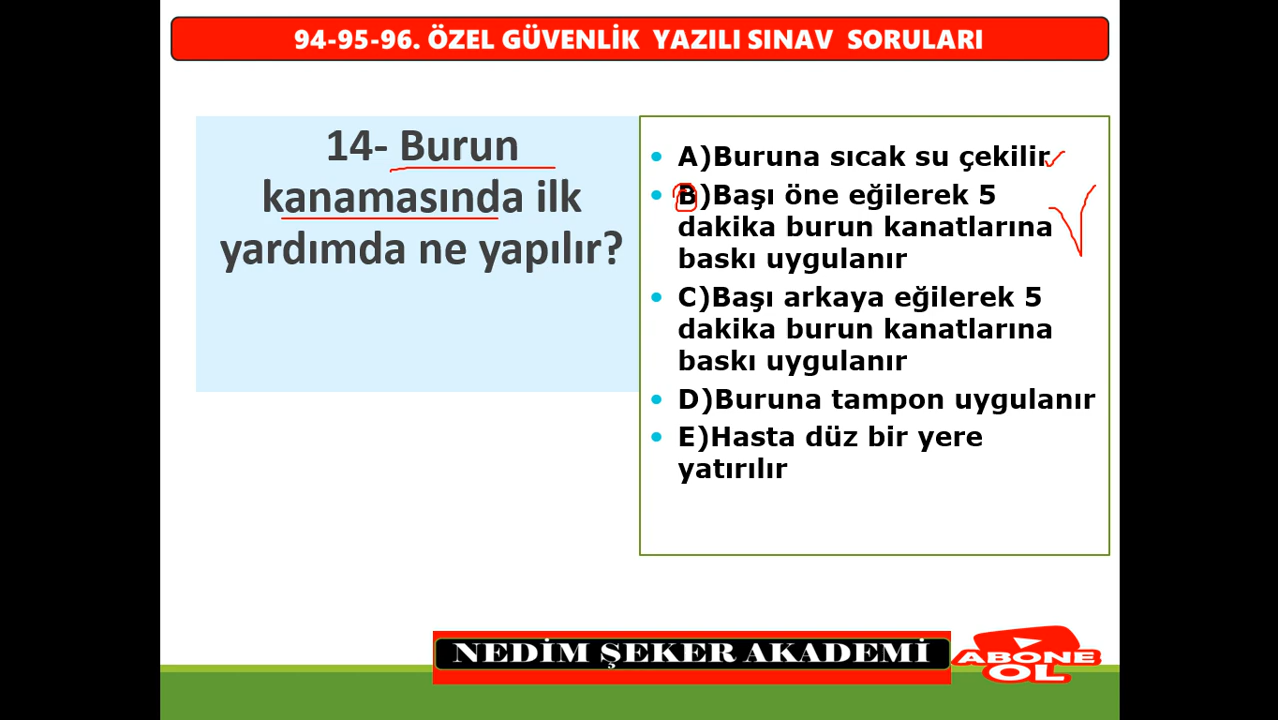 94-95-96. ÖZEL GÜVENLİK YAZILI SINAV SORULARI
14- Burun
kanamasında ilk
yardımda ne yapılır?
• A)Buruna sıcak su çekilir
• B)Başı öne eğilerek 5
dakika burun kanatlarına
baskı uygulanır
• C)Başı arkaya eğilerek 5
dakika burun kanatlarına
baskı uygulanır
• D)Buruna tampon uygulanır
• E)Hasta düz bir yere
yatırılır
NEDİM ŞEKER AKADEMİ
ABONE
OL